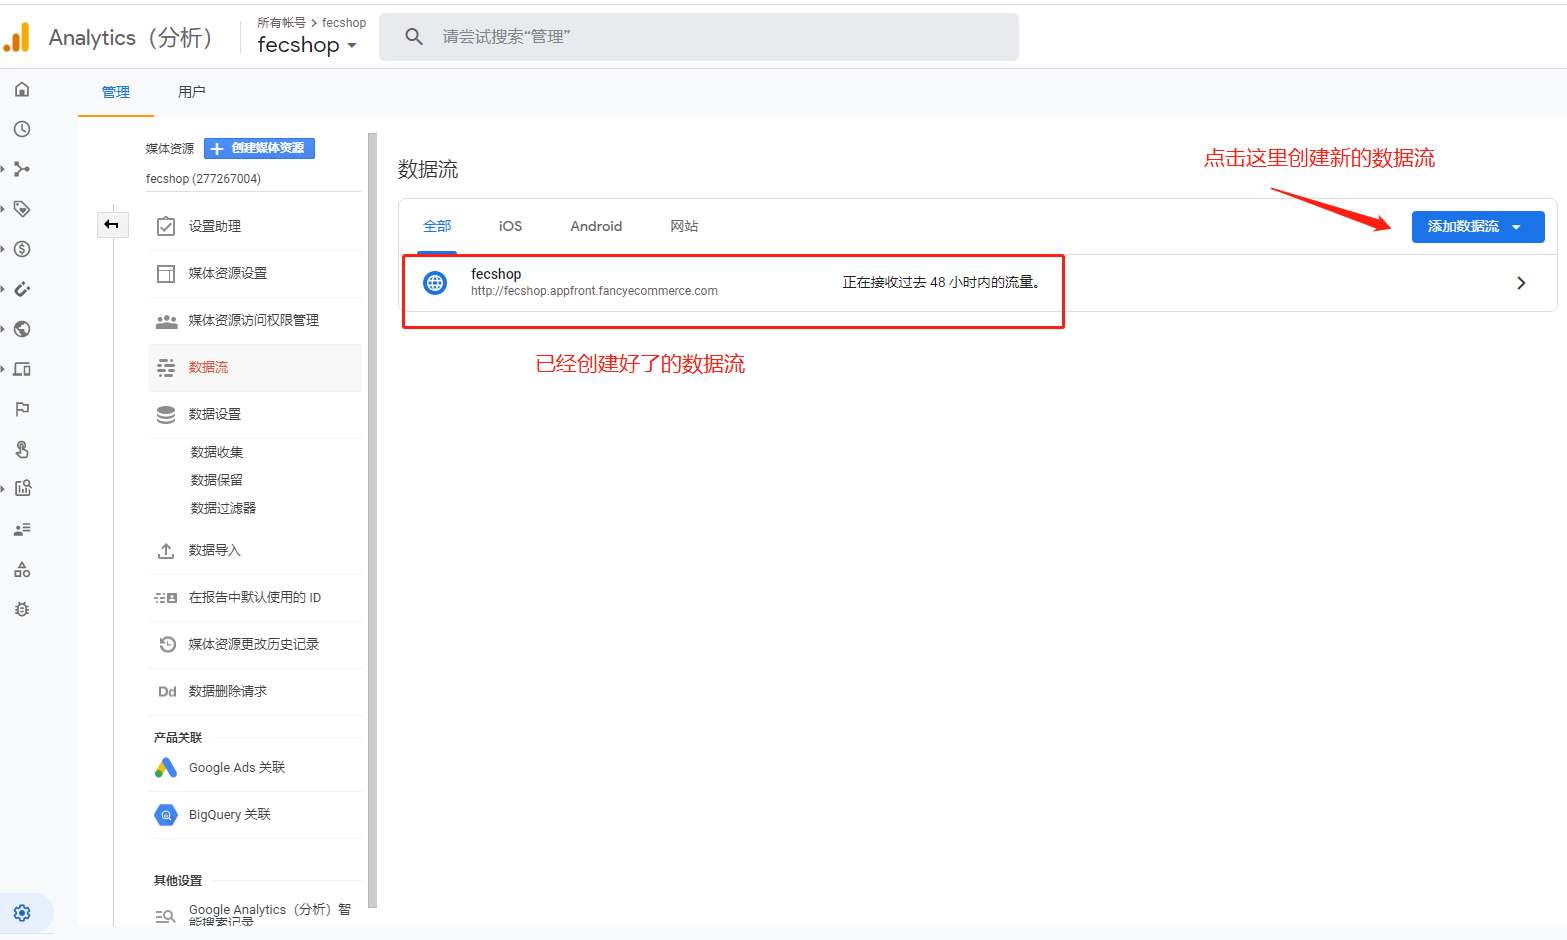 Analytics（分析）
所有帐号 > fecshop
fecshop
请尝试搜索“管理”
管理
用户
媒体资源
创建媒体资源
fecshop (277267004)
设置助理
媒体资源设置
媒体资源访问权限管理
数据流
数据设置
数据收集
数据保留
数据过滤器
数据导入
在报告中默认使用的 ID
媒体资源更改历史记录
Dd 数据删除请求
产品关联
Google Ads 关联
BigQuery 关联
其他设置
Google Analytics（分析）智
能搜索记录
数据流
点击这里创建新的数据流
全部
iOS
Android
网站
添加数据流
fecshop
http://fecshop.appfront.fancyecommerce.com
正在接收过去 48 小时内的流量。
已经创建好了的数据流